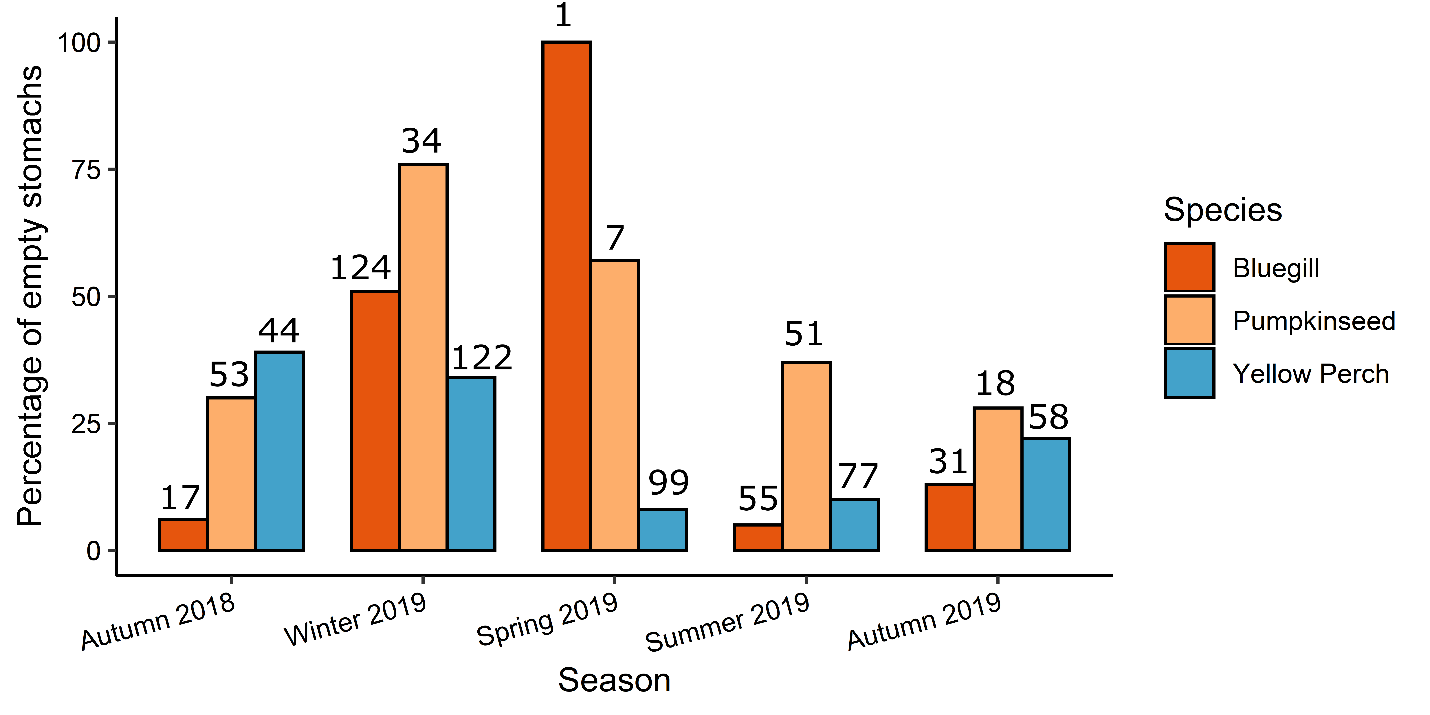 Percentage of empty stomachs
100
75
50
25
0
17
53
44
124
34
122
1
7
99
55
51
77
31
18
58
Autumn 2018
Winter 2019
Spring 2019
Summer 2019
Autumn 2019
Season
Species
Bluegill
Pumpkinseed
Yellow Perch